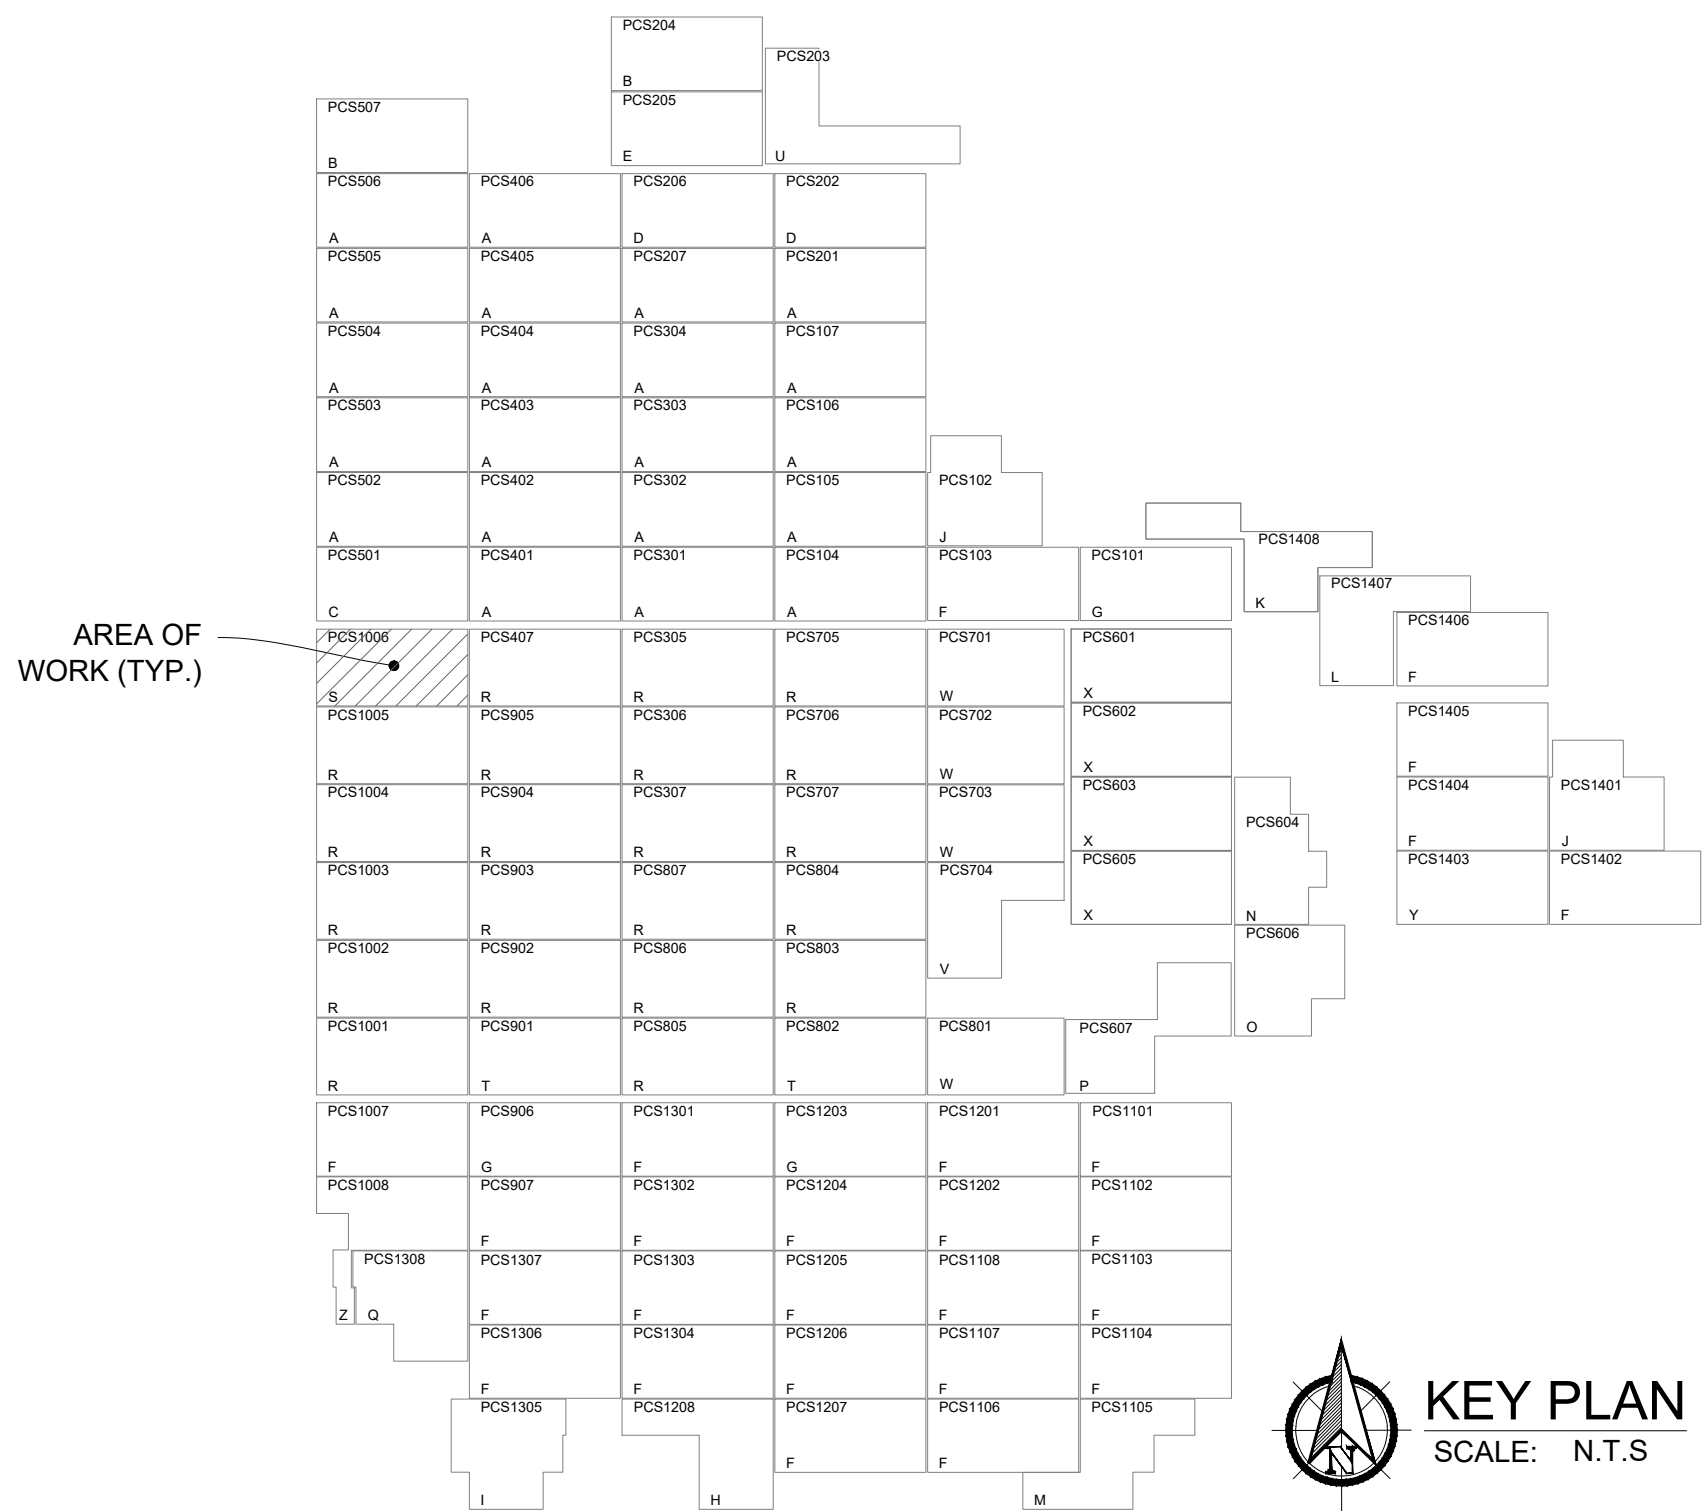 PCS204
PCS203
B
PCS205
PCS507
E
U
B
PCS506
PCS406
PCS206
PCS202
A
A
D
D
PCS505
PCS405
PCS207
PCS201
A
A
A
A
PCS504
PCS404
PCS304
PCS107
A
A
A
A
PCS503
PCS403
PCS303
PCS106
A
A
A
A
PCS502
PCS402
PCS302
PCS105
PCS102
A
A
A
A
J
PCS1408
PCS501
PCS401
PCS301
PCS104
PCS103
PCS101
PCS1407
C
A
A
A
F
G
K
PCS1406
AREA OF
WORK (TYP.)
PCS1006
PCS407
PCS305
PCS705
PCS701
PCS601
L
F
S
R
R
R
W
X
PCS1005
PCS905
PCS306
PCS706
PCS702
PCS602
PCS1405
R
R
R
R
W
X
F
PCS1004
PCS904
PCS307
PCS707
PCS703
PCS603
PCS1404
PCS1401
PCS604
R
R
R
R
W
X
F
J
PCS1003
PCS903
PCS807
PCS804
PCS704
PCS605
PCS1403
PCS1402
R
R
R
R
X
N
Y
F
PCS1002
PCS902
PCS806
PCS803
PCS606
V
R
R
R
R
PCS1001
PCS901
PCS805
PCS802
PCS801
PCS607
O
R
T
R
T
W
P
PCS1007
PCS906
PCS1301
PCS1203
PCS1201
PCS1101
F
G
F
G
F
F
PCS1008
PCS907
PCS1302
PCS1204
PCS1202
PCS1102
F
F
F
F
F
PCS1308
PCS1307
PCS1303
PCS1205
PCS1108
PCS1103
Z
Q
F
F
F
F
F
PCS1306
PCS1304
PCS1206
PCS1107
PCS1104
F
F
F
F
F
PCS1305
PCS1208
PCS1207
PCS1106
PCS1105
F
F
I
H
M
N
KEY PLAN
SCALE: N.T.S